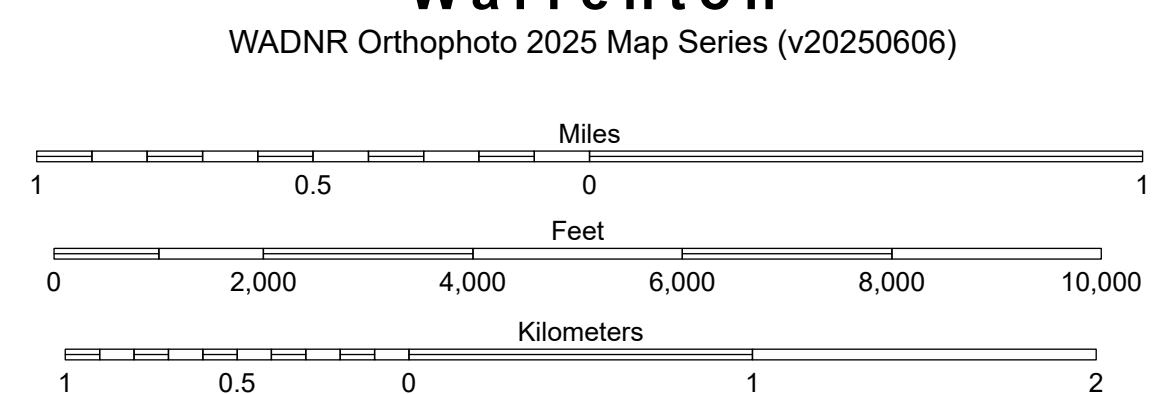 Warrenton
WADNR Orthophoto 2025 Map Series (v20250606)
Miles
1 0.5 0 1
Feet
0 2,000 4,000 6,000 8,000 10,000
Kilometers
1 0.5 0 1 2